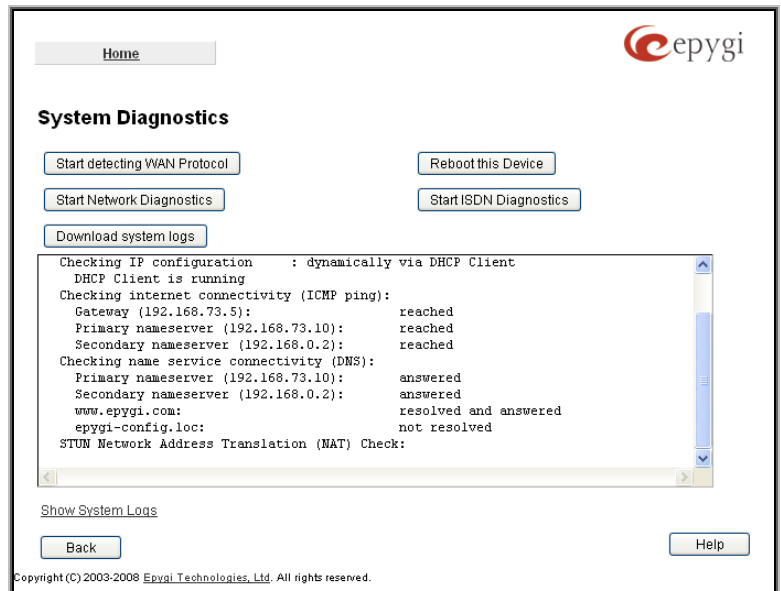 Home
epygi
System Diagnostics
Start detecting WAN Protocol
Reboot this Device
Start Network Diagnostics
Start ISDN Diagnostics
Download system logs
Checking IP configuration : dynamically via DHCP Client
DHCP Client is running
Checking internet connectivity (ICMP ping):
Gateway (192.168.73.5): reached
Primary nameserver (192.168.73.10): reached
Secondary nameserver (192.168.0.2): reached
Checking name service connectivity (DNS):
Primary nameserver (192.168.73.10): answered
Secondary nameserver (192.168.0.2): answered
www.epygi.com: resolved and answered
epygi-config.loc: not resolved
STUN Network Address Translation (NAT) Check:
Show System Logs
Back
Help
Copyright (C) 2003-2008 Epygi Technologies, Ltd. All rights reserved.